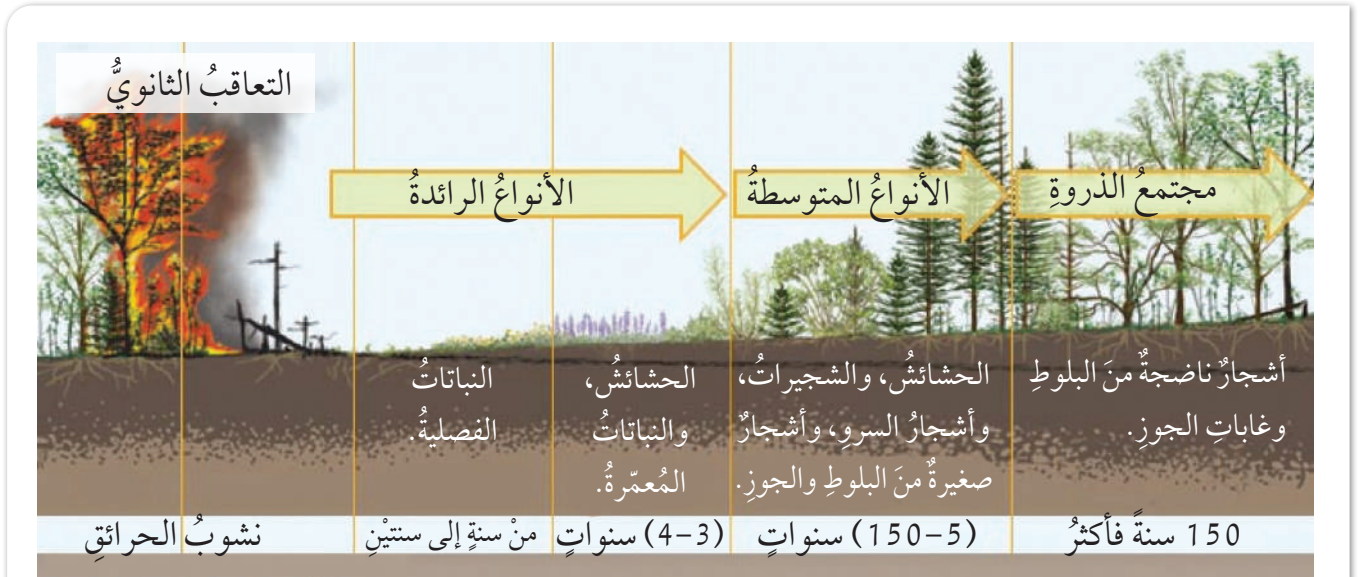 التعاقبُ الثانويُّ
الأنواعُ الرائدةُ
الأنواعُ المتوسطةُ
مجتمعُ الذروةِ
النباتاتُ
الفصليةُ.
الحشائشُ،
والنباتاتُ
المُعمّرةُ.
الحشائشُ، والشجيراتُ،
وأشجارُ السروِ، وأشجارٌ
صغيرةٌ منَ البلوطِ والجوزِ.
أشجارٌ ناضجةٌ منَ البلوطِ
وغاباتِ الجوزِ.
نشوبُ الحرائقِ
منْ سنةٍ إلى سنتيْنِ
(3-4) سنواتٍ
(5-150) سنواتٍ
150 سنةً فأكثرُ